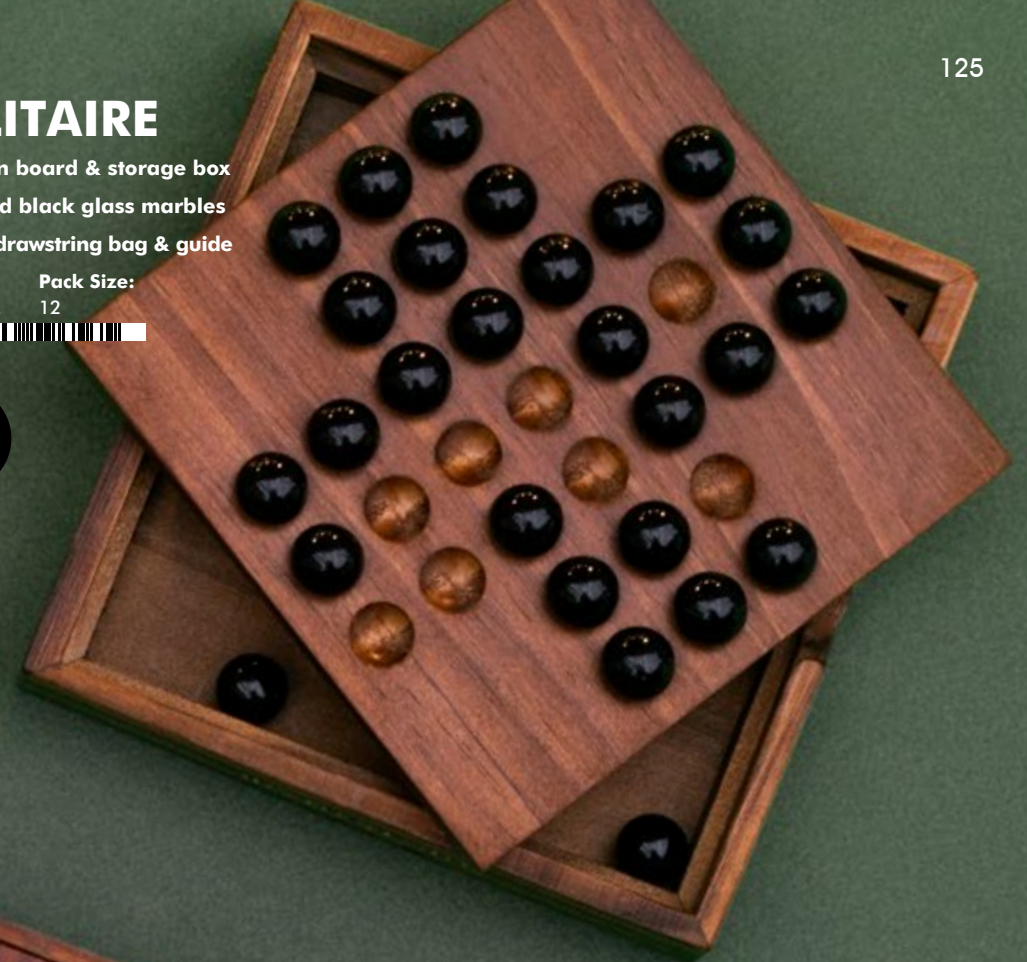 LITAIRE
n board & storage box
d black glass marbles
drawstring bag & guide
Pack Size:
12
125